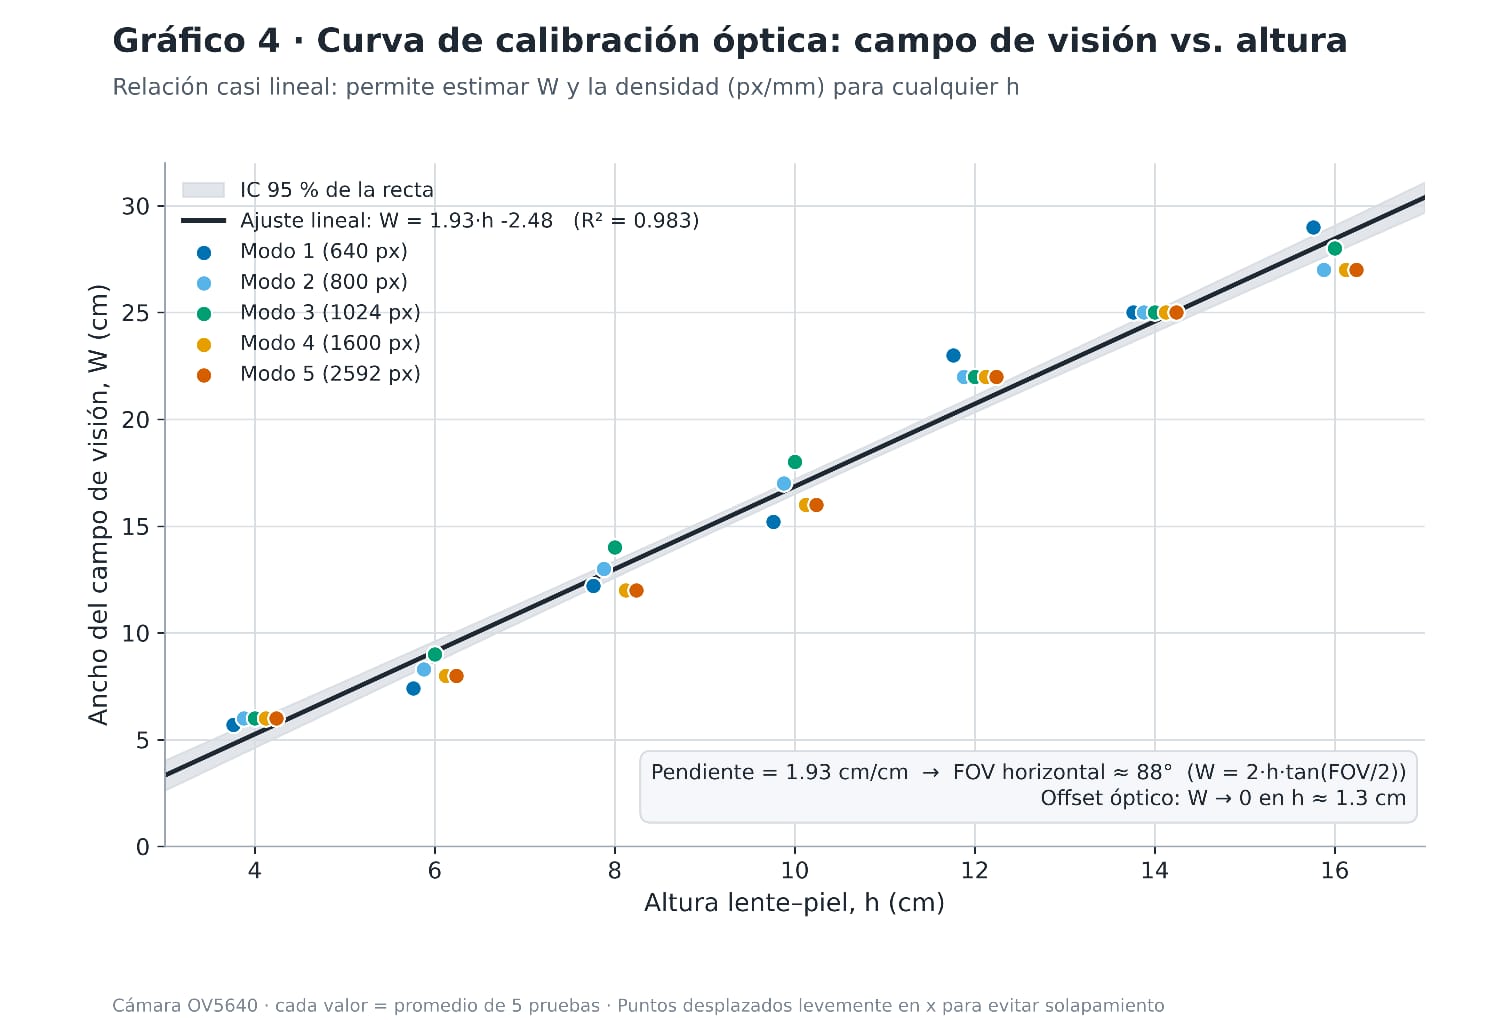 Gráfico 4 · Curva de calibración óptica: campo de visión vs. altura
Relación casi lineal: permite estimar W y la densidad (px/mm) para cualquier h
IC 95 % de la recta
Ajuste lineal: W = 1.93·h -2.48 (R² = 0.983)
Modo 1 (640 px)
Modo 2 (800 px)
Modo 3 (1024 px)
Modo 4 (1600 px)
Modo 5 (2592 px)
Ancho del campo de visión, W (cm)
30
25
20
15
10
5
0
Pendiente = 1.93 cm/cm → FOV horizontal ≈ 88° (W = 2·h·tan(FOV/2))
Offset óptico: W → 0 en h ≈ 1.3 cm
4 6 8 10 12 14 16
Altura lente–piel, h (cm)
Cámara OV5640 · cada valor = promedio de 5 pruebas · Puntos desplazados levemente en x para evitar solapamiento